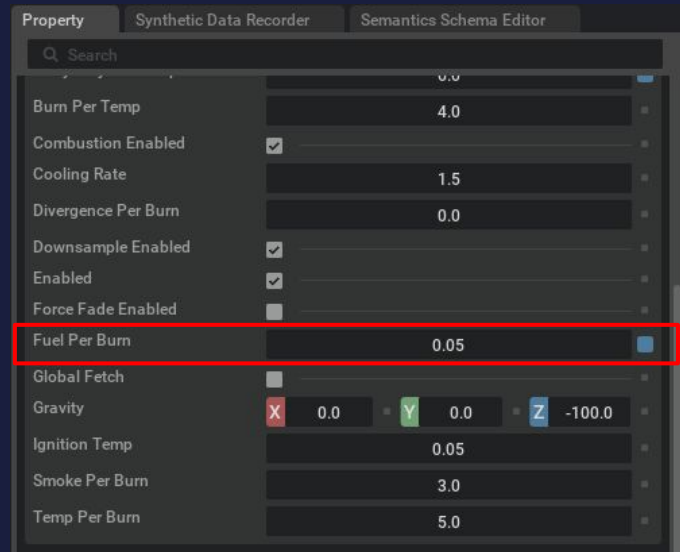 Property Synthetic Data Recorder Semantics Schema Editor
Search
0.0
Burn Per Temp 4.0
Combustion Enabled
Cooling Rate 1.5
Divergence Per Burn 0.0
Downsample Enabled
Enabled
Force Fade Enabled
Fuel Per Burn 0.05
Global Fetch
Gravity X 0.0 Y 0.0 Z -100.0
Ignition Temp 0.05
Smoke Per Burn 3.0
Temp Per Burn 5.0